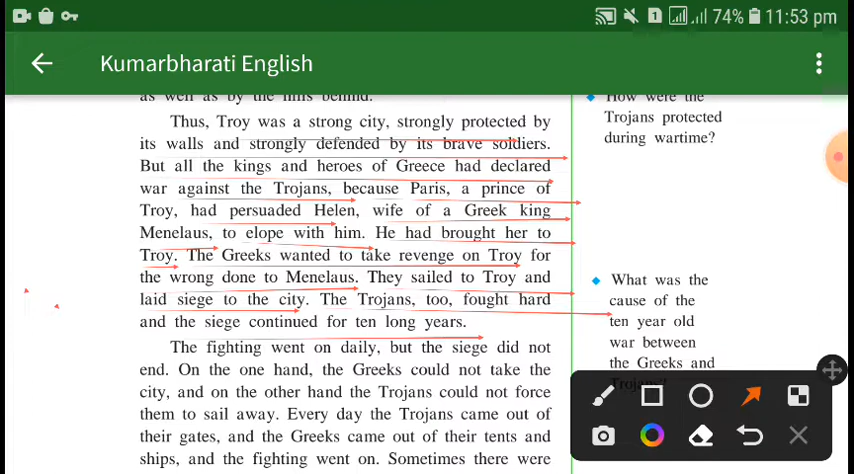 74% 11:53 pm
Kumarbharati English
as well as by the hills behind.
Thus, Troy was a strong city, strongly protected by
its walls and strongly defended by its brave soldiers.
But all the kings and heroes of Greece had declared
war against the Trojans, because Paris, a prince of
Troy, had persuaded Helen, wife of a Greek king
Menelaus, to elope with him. He had brought her to
Troy. The Greeks wanted to take revenge on Troy for
the wrong done to Menelaus. They sailed to Troy and
laid siege to the city. The Trojans, too, fought hard
and the siege continued for ten long years.
The fighting went on daily, but the siege did not
end. On the one hand, the Greeks could not take the
city, and on the other hand the Trojans could not force
them to sail away. Every day the Trojans came out of
their gates, and the Greeks came out of their tents and
ships, and the fighting went on. Sometimes there were
How were the
Trojans protected
during wartime?
What was the
cause of the
ten year old
war between
the Greeks and
Trojans?